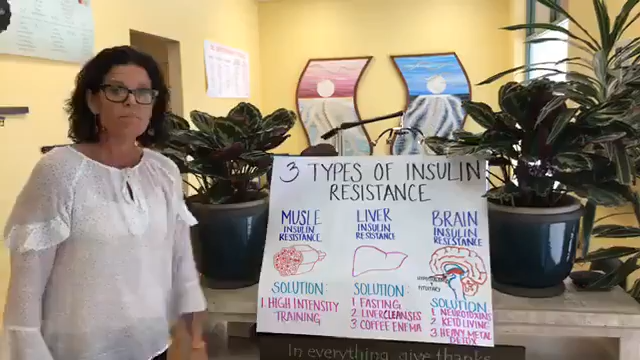 3 TYPES OF INSULIN
RESISTANCE
MUSLE
INSULIN
RESISTANCE
SOLUTION:
1. HIGH INTENSITY
TRAINING
LIVER
INSULIN
RESISTANCE
SOLUTION:
1 FASTING
2 LIVER CLEANSES
3 COFFEE ENEMA
BRAIN
INSULIN
RESISTANCE
PITUITARY
SOLUTION
1 NEUROTOXINS
2 KETO LIVING
3 HEAVY METAL
DETOX
In everything give thanks